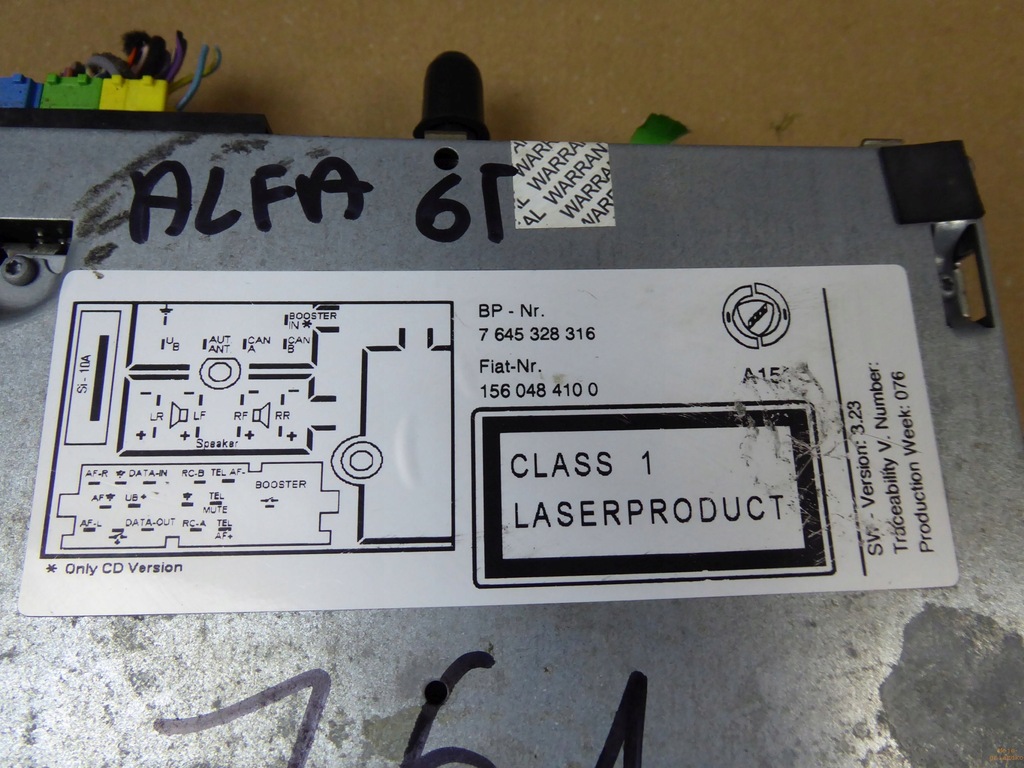 ALFA 6T
WARRAN
AL WARRAN
WARRAN
BP - Nr.
7 645 328 316
Fiat-Nr.
156 048 410 0
CLASS 1
LASERPRODUCT
SW - Version: 3.23
Traceability V. Number:
Production Week: 076
Si - 10A
BOOSTER
IN *
UB AUT ANT. CAN A CAN B
LR LF RF RR
Speaker
AF-R DATA-IN RC-B TEL AF-
AF UB+ TEL MUTE BOOSTER
AF-L DATA-OUT RC-A TEL AF+
* Only CD Version
761